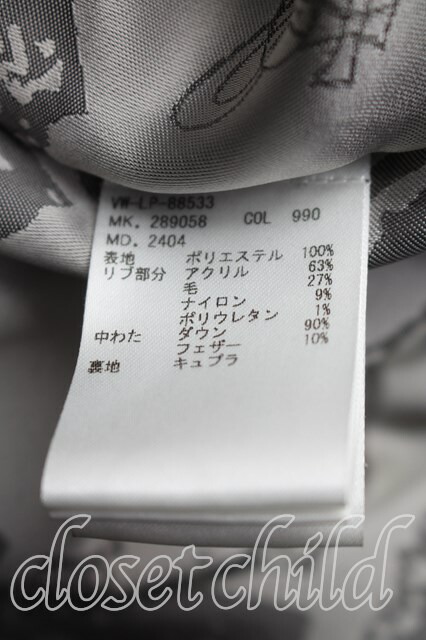 VW-LP-88533
MK. 289058 COL 990
MD. 2404
表地 ポリエステル 100%
リブ部分 アクリル 63%
毛 27%
ナイロン 9%
ポリウレタン 1%
中わた ダウン 90%
フェザー 10%
裏地 キュプラ
closet child